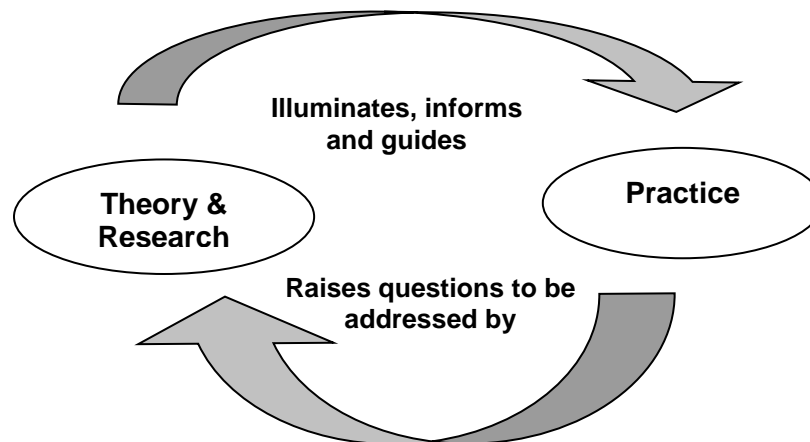 Illuminates, informs
and guides
Theory &
Research
Practice
Raises questions to be
addressed by